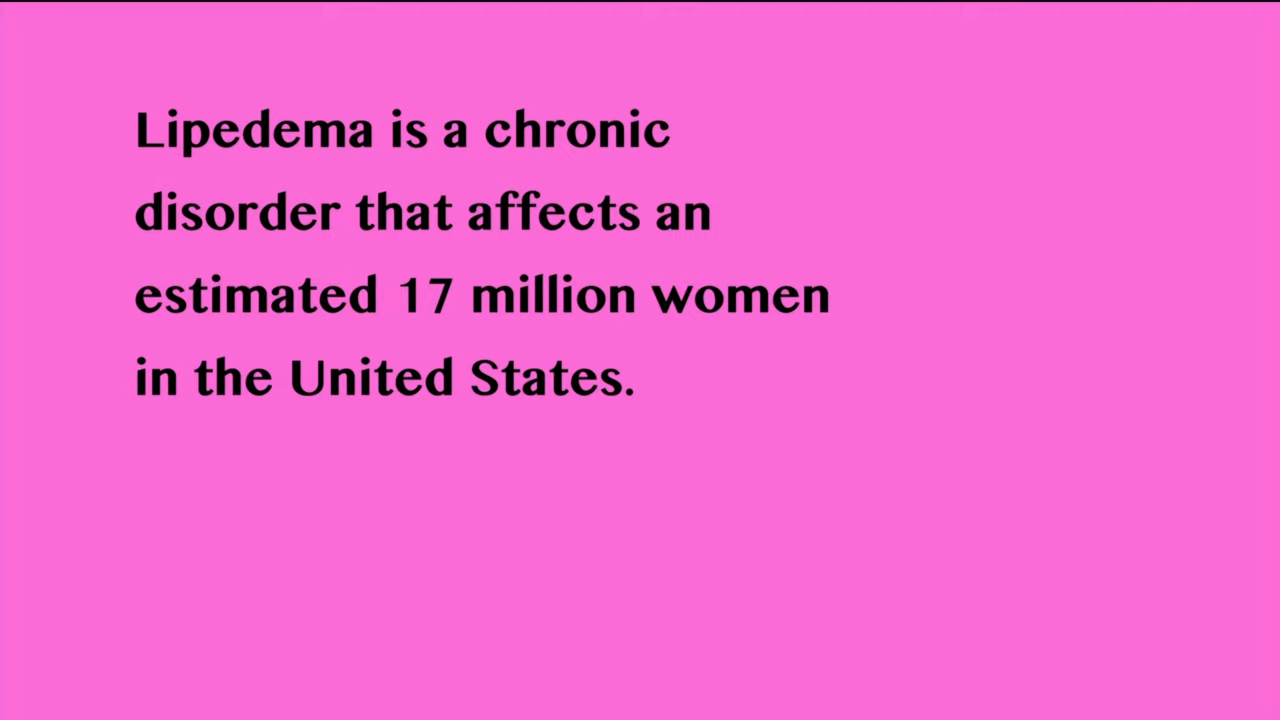 Lipedema is a chronic
disorder that affects an
estimated 17 million women
in the United States.